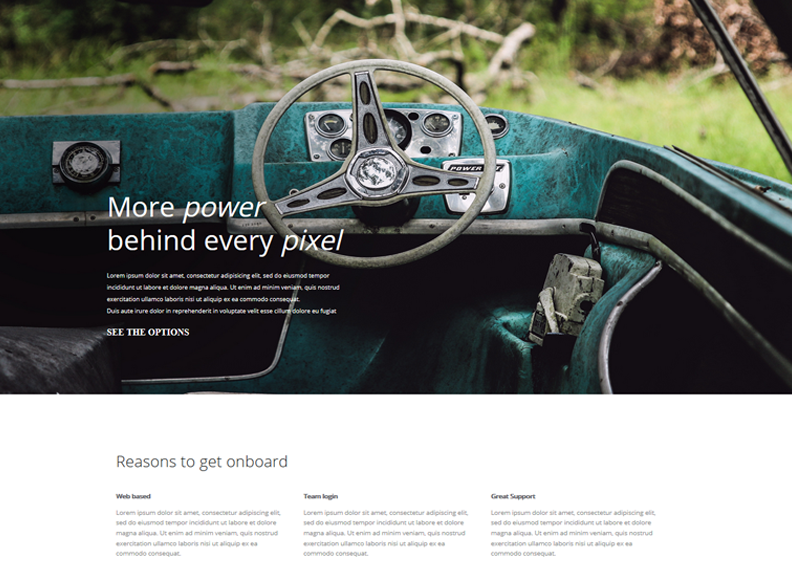 POWER
More power
behind every pixel
Lorem ipsum dolor sit amet, consectetur adipisicing elit, sed do eiusmod tempor
incididunt ut labore et dolore magna aliqua. Ut enim ad minim veniam, quis nostrud
exercitation ullamco laboris nisi ut aliquip ex ea commodo consequat.
Duis aute irure dolor in reprehenderit in voluptate velit esse cillum dolore eu fugiat
SEE THE OPTIONS
Reasons to get onboard
Web based
Lorem ipsum dolor sit amet, consectetur adipiscing elit,
sed do eiusmod tempor incididunt ut labore et dolore
magna aliqua. Ut enim ad minim veniam, quis nostrud
exercitation ullamco laboris nisi ut aliquip ex ea
commodo consequat.
Team login
Lorem ipsum dolor sit amet, consectetur adipiscing elit,
sed do eiusmod tempor incididunt ut labore et dolore
magna aliqua. Ut enim ad minim veniam, quis nostrud
exercitation ullamco laboris nisi ut aliquip ex ea
commodo consequat.
Great Support
Lorem ipsum dolor sit amet, consectetur adipiscing elit,
sed do eiusmod tempor incididunt ut labore et dolore
magna aliqua. Ut enim ad minim veniam, quis nostrud
exercitation ullamco laboris nisi ut aliquip ex ea
commodo consequat.